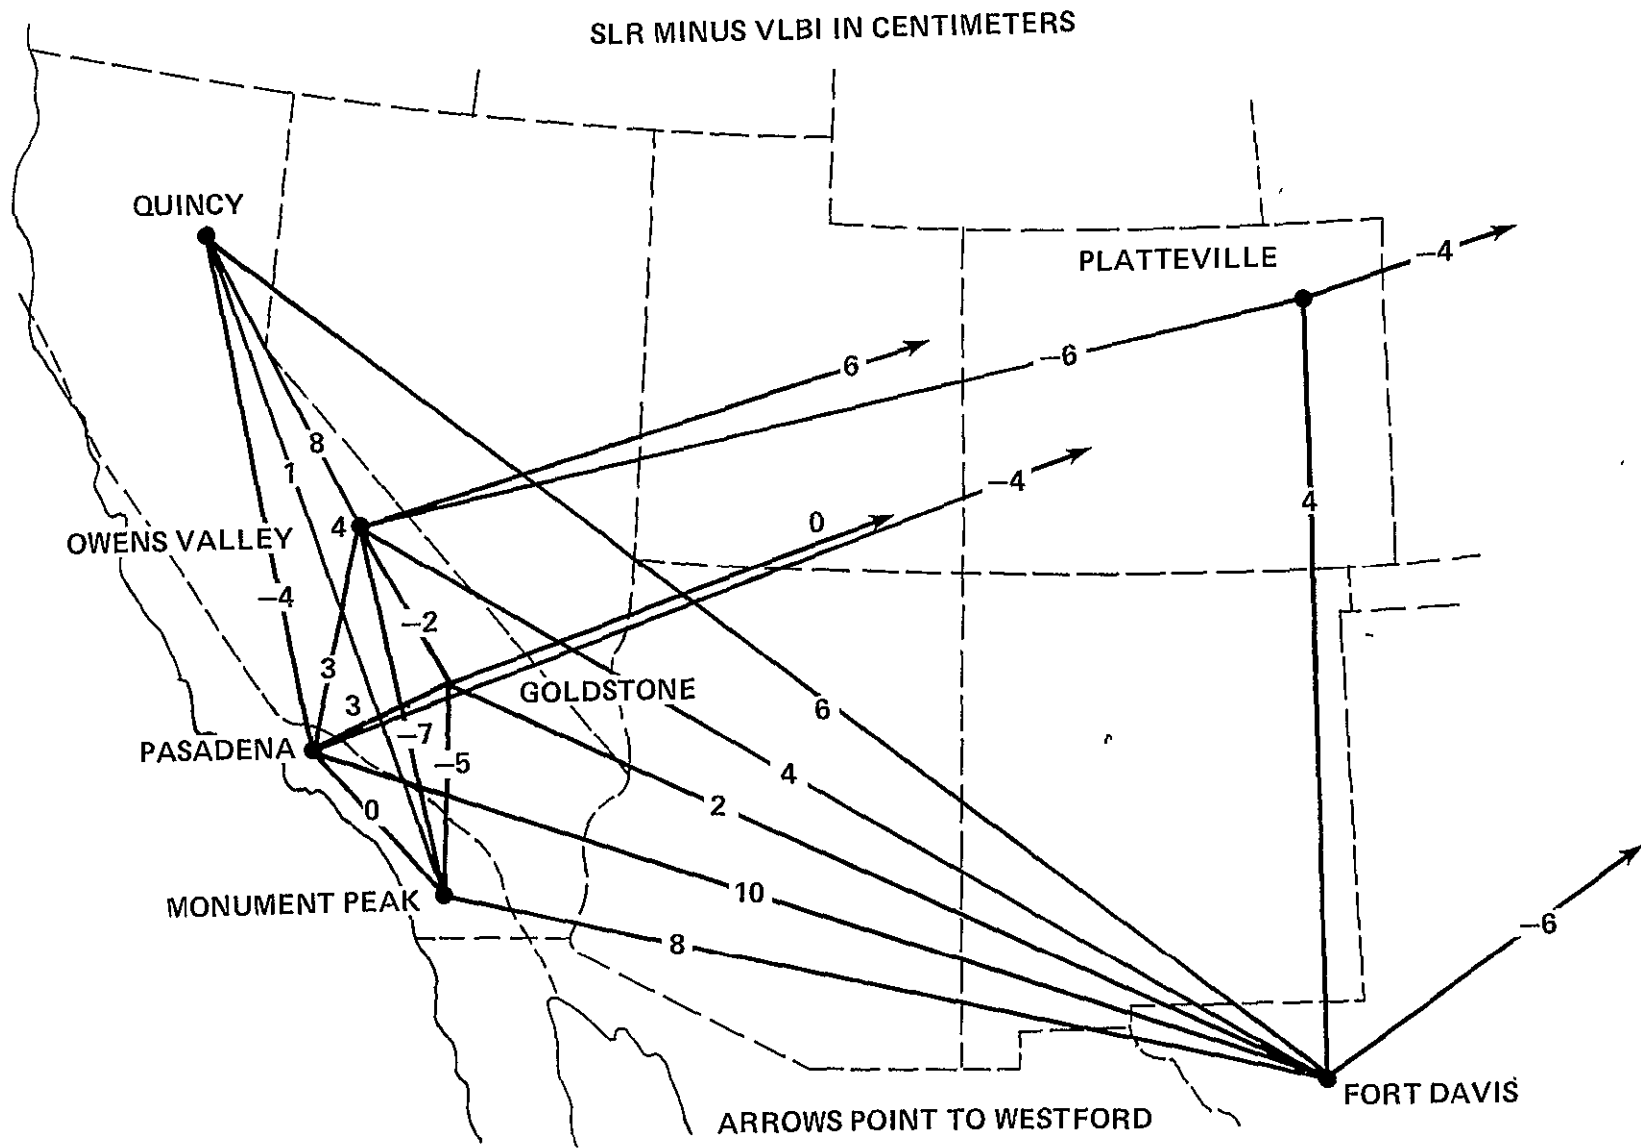 SLR MINUS VLBI IN CENTIMETERS
QUINCY
PLATTEVILLE
−4
6
−6
8
1
4
4
OWENS VALLEY
0
−4
−4
−2
3
GOLDSTONE
3
6
−7
PASADENA
−5
4
2
0
10
MONUMENT PEAK
8
−6
FORT DAVIS
ARROWS POINT TO WESTFORD